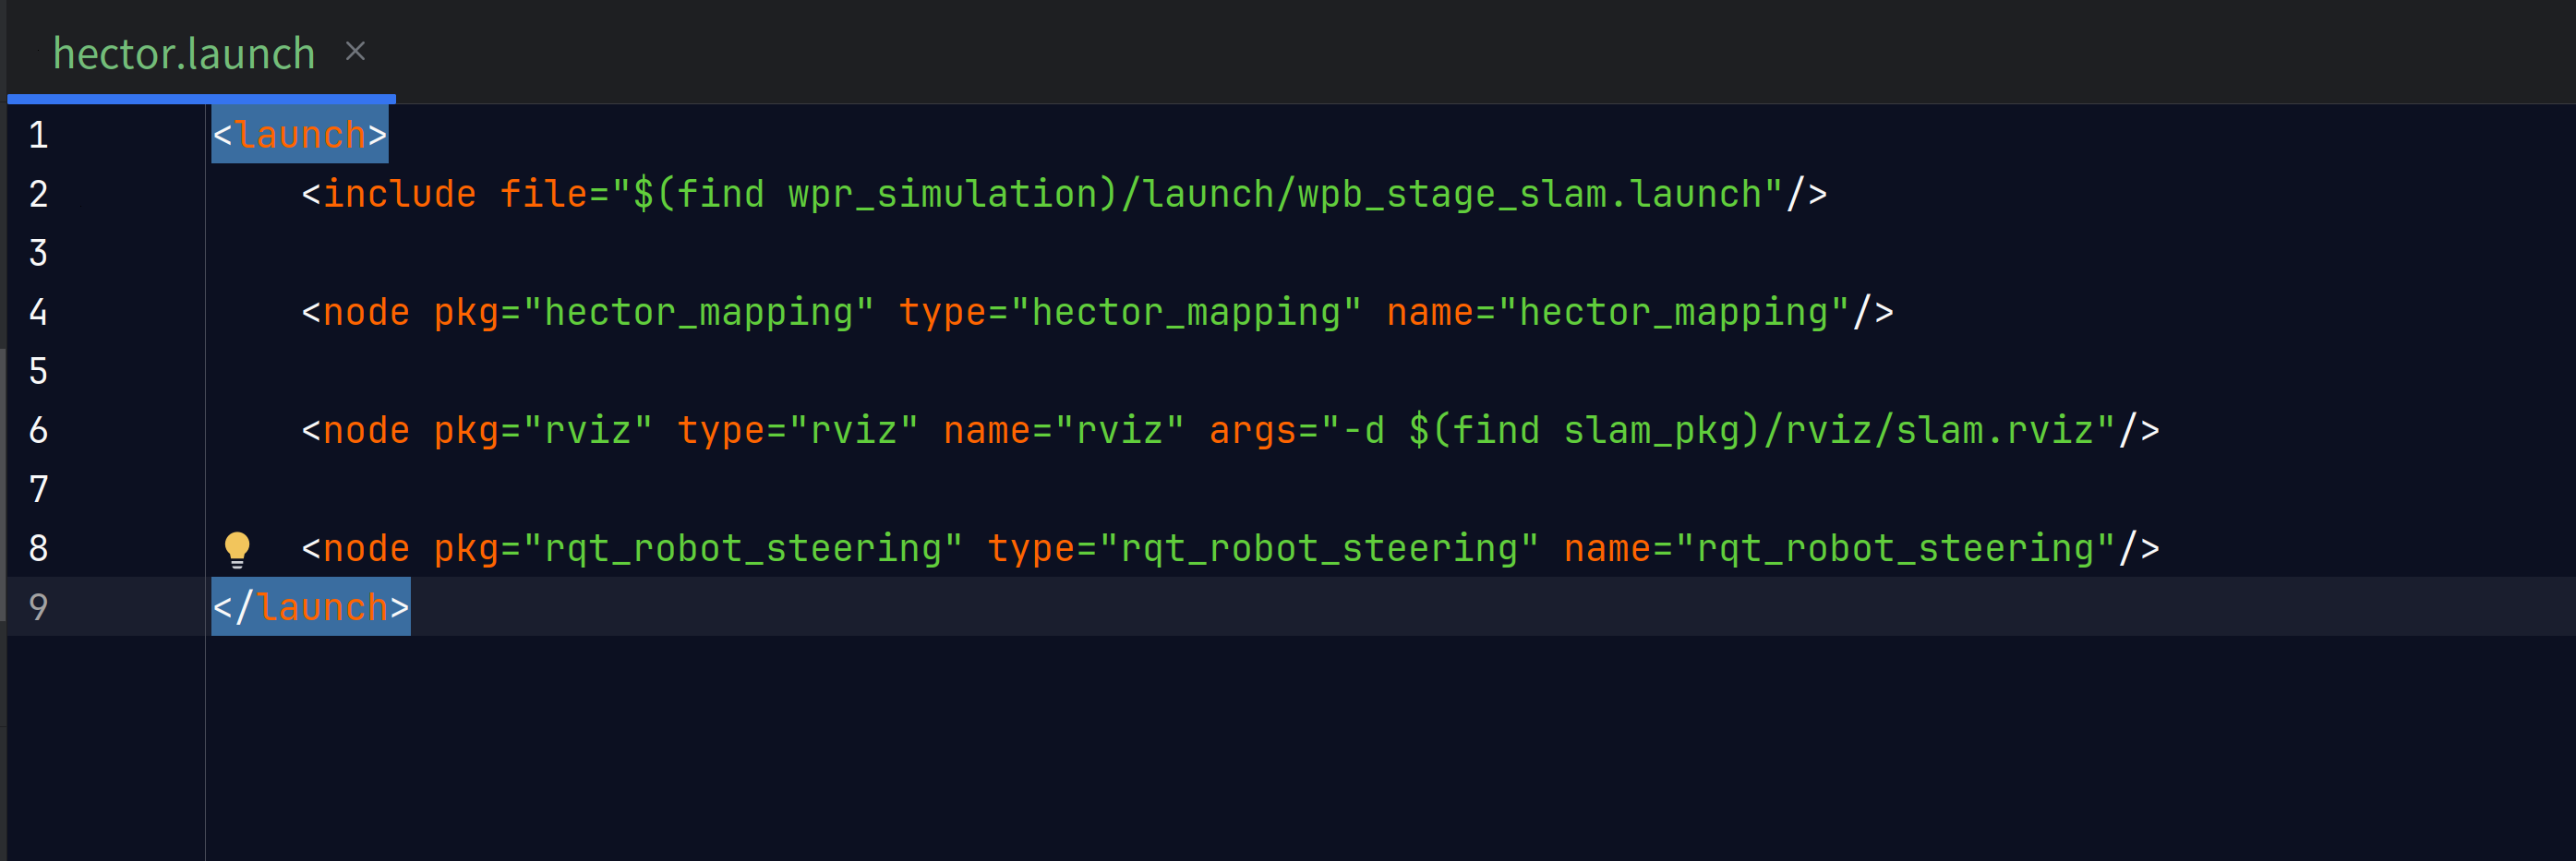 hector.launch
1 <launch>
2     <include file="$(find wpr_simulation)/launch/wpb_stage_slam.launch"/>
3
4     <node pkg="hector_mapping" type="hector_mapping" name="hector_mapping"/>
5
6     <node pkg="rviz" type="rviz" name="rviz" args="-d $(find slam_pkg)/rviz/slam.rviz"/>
7
8     <node pkg="rqt_robot_steering" type="rqt_robot_steering" name="rqt_robot_steering"/>
9 </launch>